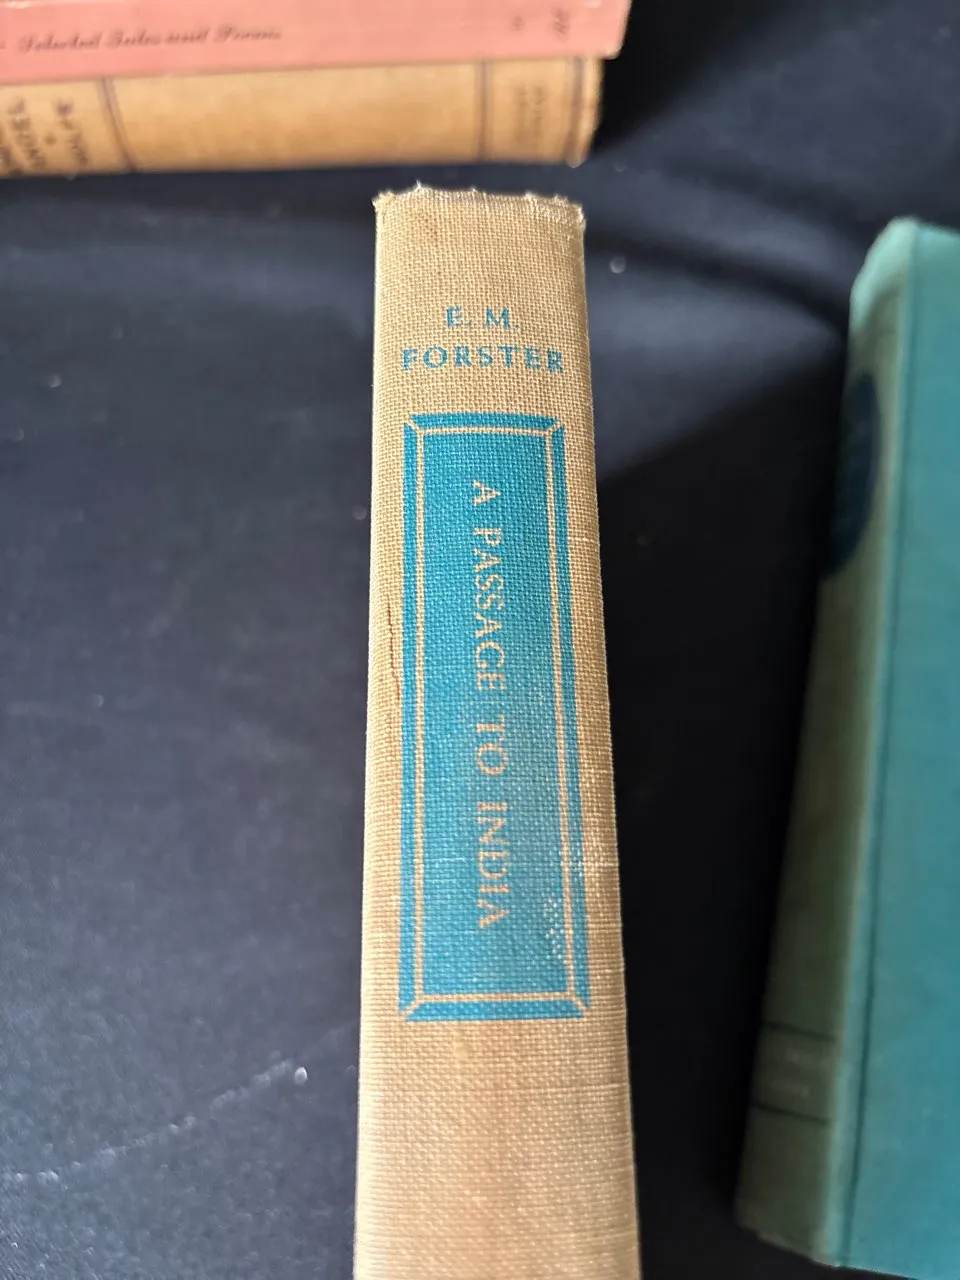 Selected Tales and Poems
E. M.
FORSTER
A PASSAGE TO INDIA